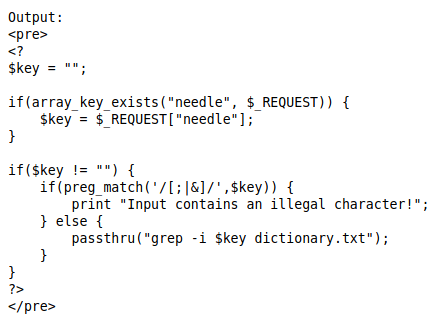 Output:
<pre>
<?
$key = "";

if(array_key_exists("needle", $_REQUEST)) {
    $key = $_REQUEST["needle"];
}

if($key != "") {
    if(preg_match('/[;|&]/',$key)) {
        print "Input contains an illegal character!";
    } else {
        passthru("grep -i $key dictionary.txt");
    }
}
?>
</pre>